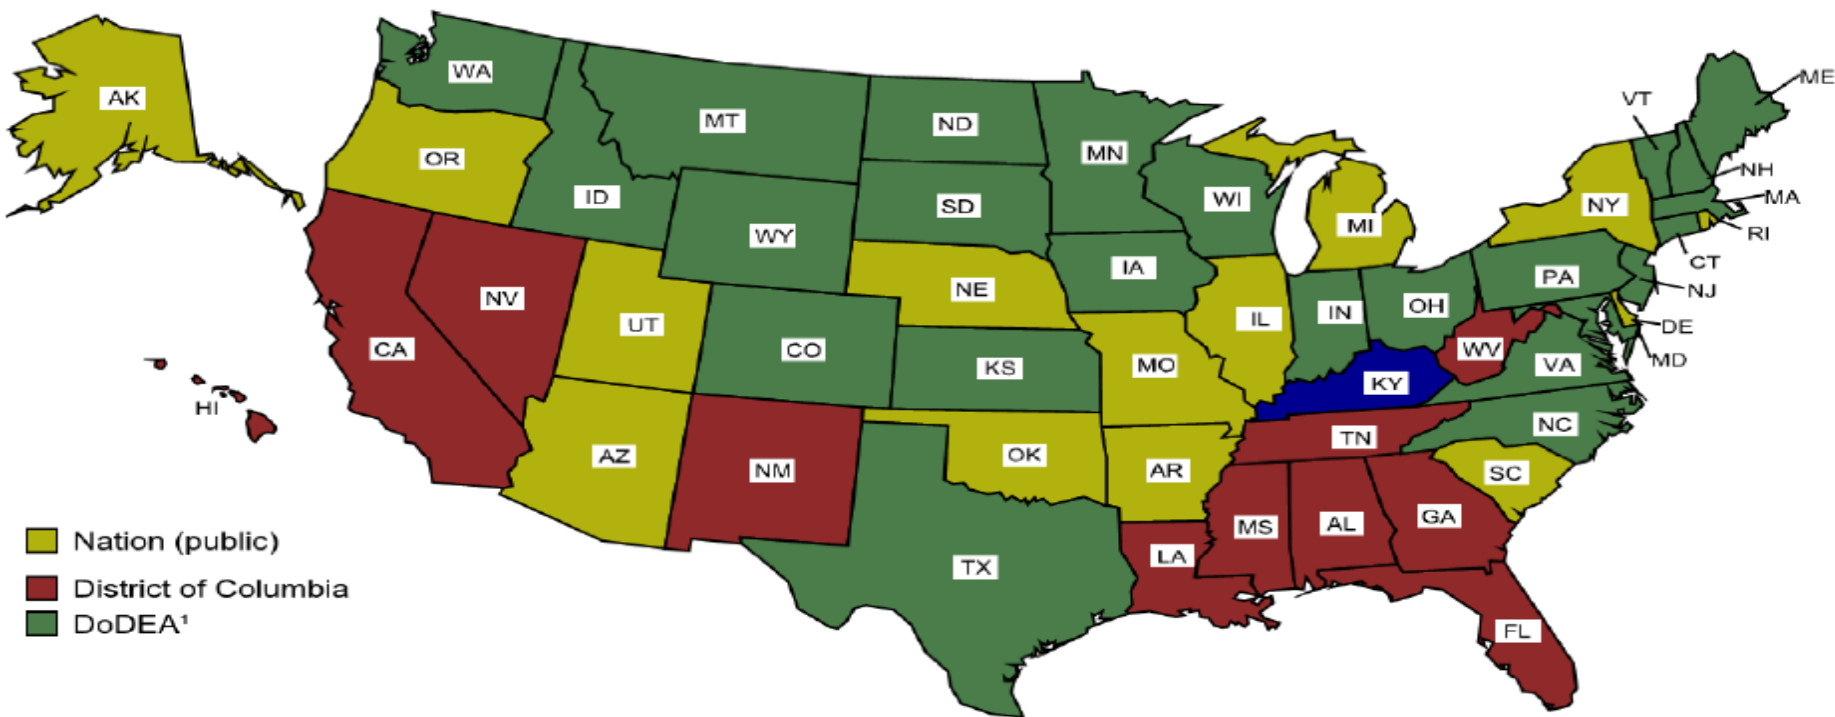 ME
VT
WA
AK
MT
ND
MN
OR
NH
ID
WI
MA
SD
NY
MI
RI
WY
CT
IA
PA
NE
NJ
NV
OH
IN
UT
IL
DE
CA
CO
WV
MD
MO
VA
KS
KY
HI
NC
TN
OK
AZ
NM
AR
SC
GA
MS
AL
Nation (public)
LA
TX
District of Columbia
DoDEA¹
FL